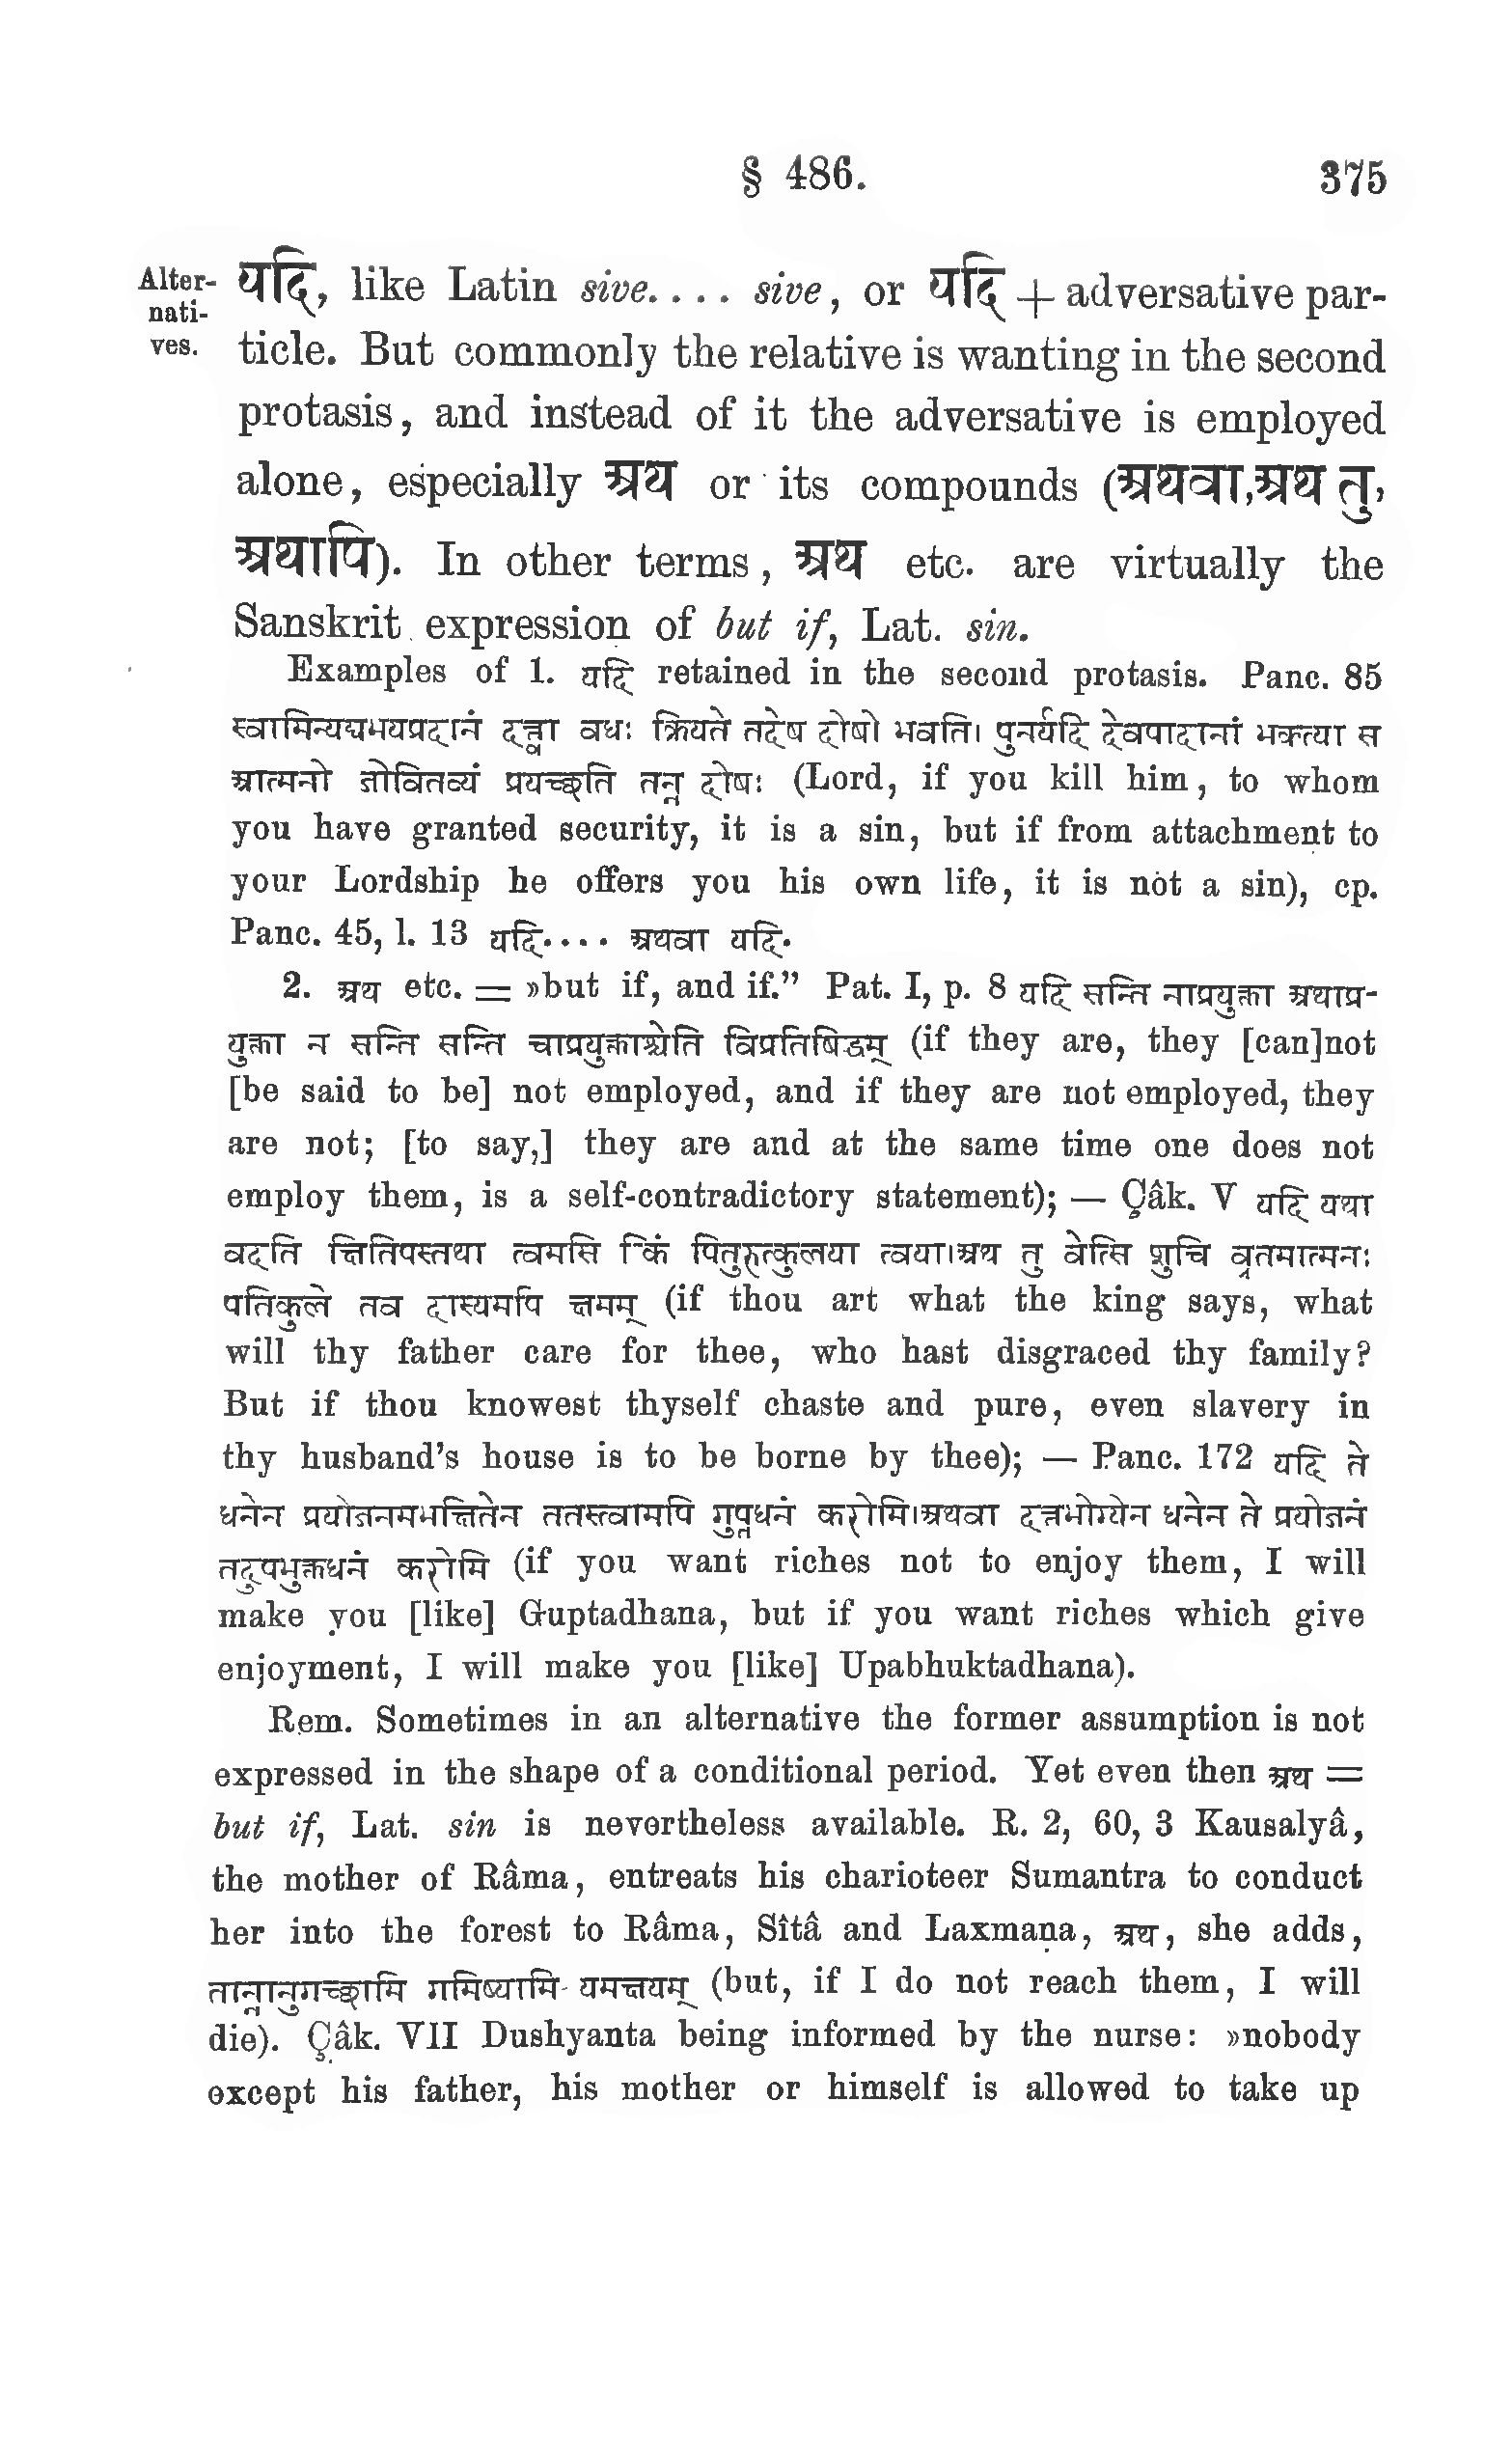 § 486. 375
Alter- यदि, like Latin sive.... sive, or यदि + adversative par-
nati-
ves. ticle. But commonly the relative is wanting in the second
protasis, and instead of it the adversative is employed
alone, especially अथ or its compounds (अथवा, अथ तु,
अथापि). In other terms, अथ etc. are virtually the
Sanskrit expression of but if, Lat. sin.
Examples of 1. यदि retained in the second protasis. Panc. 85
स्वामिन्यद्यभयप्रदानं दत्त्वा वधः क्रियते तदेष दोषो भवति। पुनर्यदि देवपादानां भक्त्या स
आत्मनो जीवितव्यं प्रयच्छति तन्न दोषः (Lord, if you kill him, to whom
you have granted security, it is a sin, but if from attachment to
your Lordship he offers you his own life, it is not a sin), cp.
Panc. 45, l. 13 यदि.... अथवा यदि.
2. अथ etc. = »but if, and if.” Pat. I, p. 8 यदि सन्ति नाप्रयुक्ता अथाप्र-
युक्ता न सन्ति सन्ति चाप्रयुक्ताश्चेति विप्रतिषिद्धम् (if they are, they [can]not
[be said to be] not employed, and if they are not employed, they
are not; [to say,] they are and at the same time one does not
employ them, is a self-contradictory statement); — Çâk. V यदि यथा
वदति क्षितिपस्तथा त्वमसि किं पितुरुत्कुलया त्वया। अथ तु वेत्सि शुचि व्रतमात्मनः
पतिकुले तव दास्यमपि क्षमम् (if thou art what the king says, what
will thy father care for thee, who hast disgraced thy family?
But if thou knowest thyself chaste and pure, even slavery in
thy husband’s house is to be borne by thee); — Panc. 172 यदि ते
धनेन प्रयोजनमभक्षितेन ततस्त्वामपि गुप्तधनं करोमि। अथवा दत्तभोग्येन धनेन ते प्रयोजनं
तदुपभुक्तधनं करोमि (if you want riches not to enjoy them, I will
make you [like] Guptadhana, but if you want riches which give
enjoyment, I will make you [like] Upabhuktadhana).
Rem. Sometimes in an alternative the former assumption is not
expressed in the shape of a conditional period. Yet even then अथ =
but if, Lat. sin is nevertheless available. R. 2, 60, 3 Kausalyâ,
the mother of Râma, entreats his charioteer Sumantra to conduct
her into the forest to Râma, Sîtâ and Laxmaṇa, अथ, she adds,
तान्नानुगच्छामि गमिष्यामि यमक्षयम् (but, if I do not reach them, I will
die). Çâk. VII Dushyanta being informed by the nurse: »nobody
except his father, his mother or himself is allowed to take up